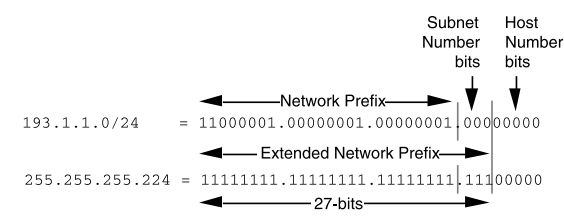 Subnet Number bits
Host Number bits
Network Prefix
193.1.1.0/24 = 11000001.00000001.00000001.00000000
Extended Network Prefix
255.255.255.224 = 11111111.11111111.11111111.11100000
27-bits